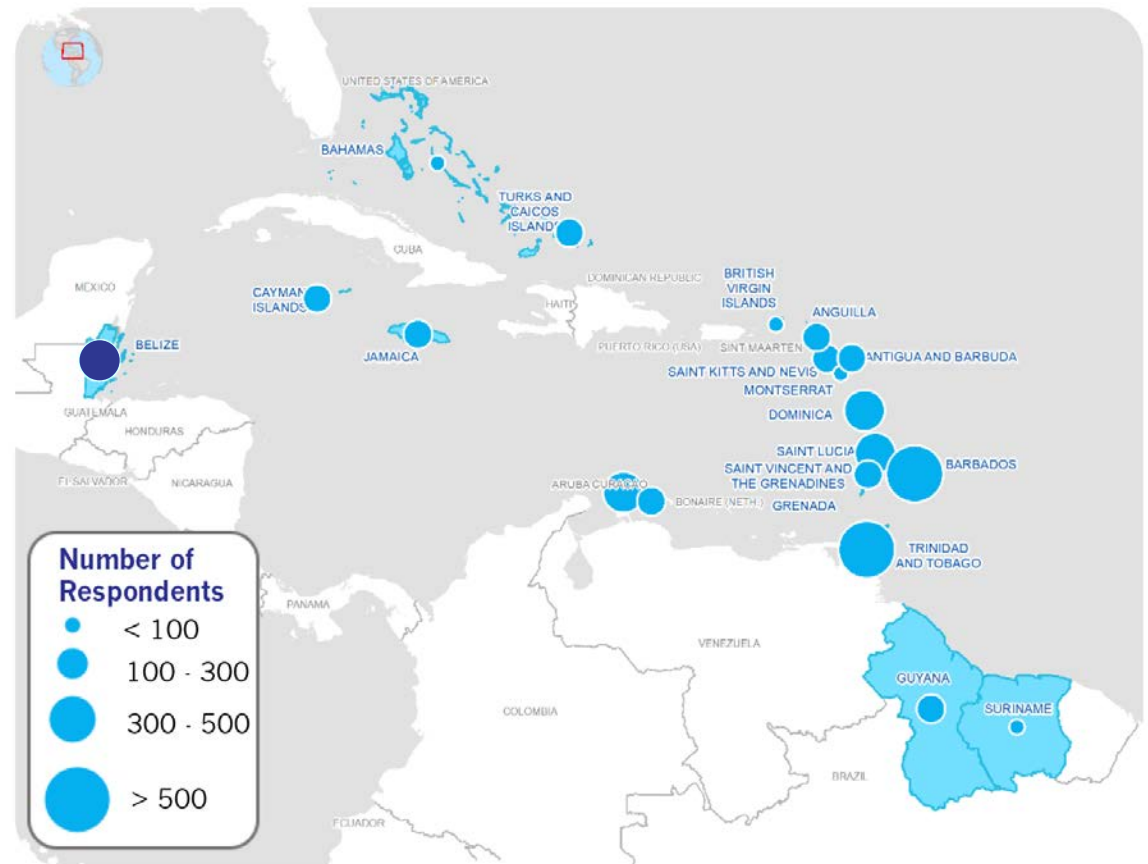 UNITED STATES OF AMERICA
BAHAMAS
TURKS AND
CAICOS
ISLANDS
CUBA
MEXICO
CAYMAN
ISLANDS
HAITI
DOMINICAN REPUBLIC
BRITISH
VIRGIN
ISLANDS
ANGUILLA
BELIZE
JAMAICA
PUERTO RICO (USA)
SINT MAARTEN
ANTIGUA AND BARBUDA
SAINT KITTS AND NEVIS
MONTSERRAT
GUATEMALA
HONDURAS
DOMINICA
SAINT LUCIA
BARBADOS
SAINT VINCENT AND
THE GRENADINES
EL SALVADOR
NICARAGUA
ARUBA
CURACAO
BONAIRE (NETH.)
GRENADA
TRINIDAD
AND TOBAGO
PANAMA
VENEZUELA
GUYANA
SURINAME
COLOMBIA
BRAZIL
ECUADOR
Number of
Respondents
< 100
100 - 300
300 - 500
> 500